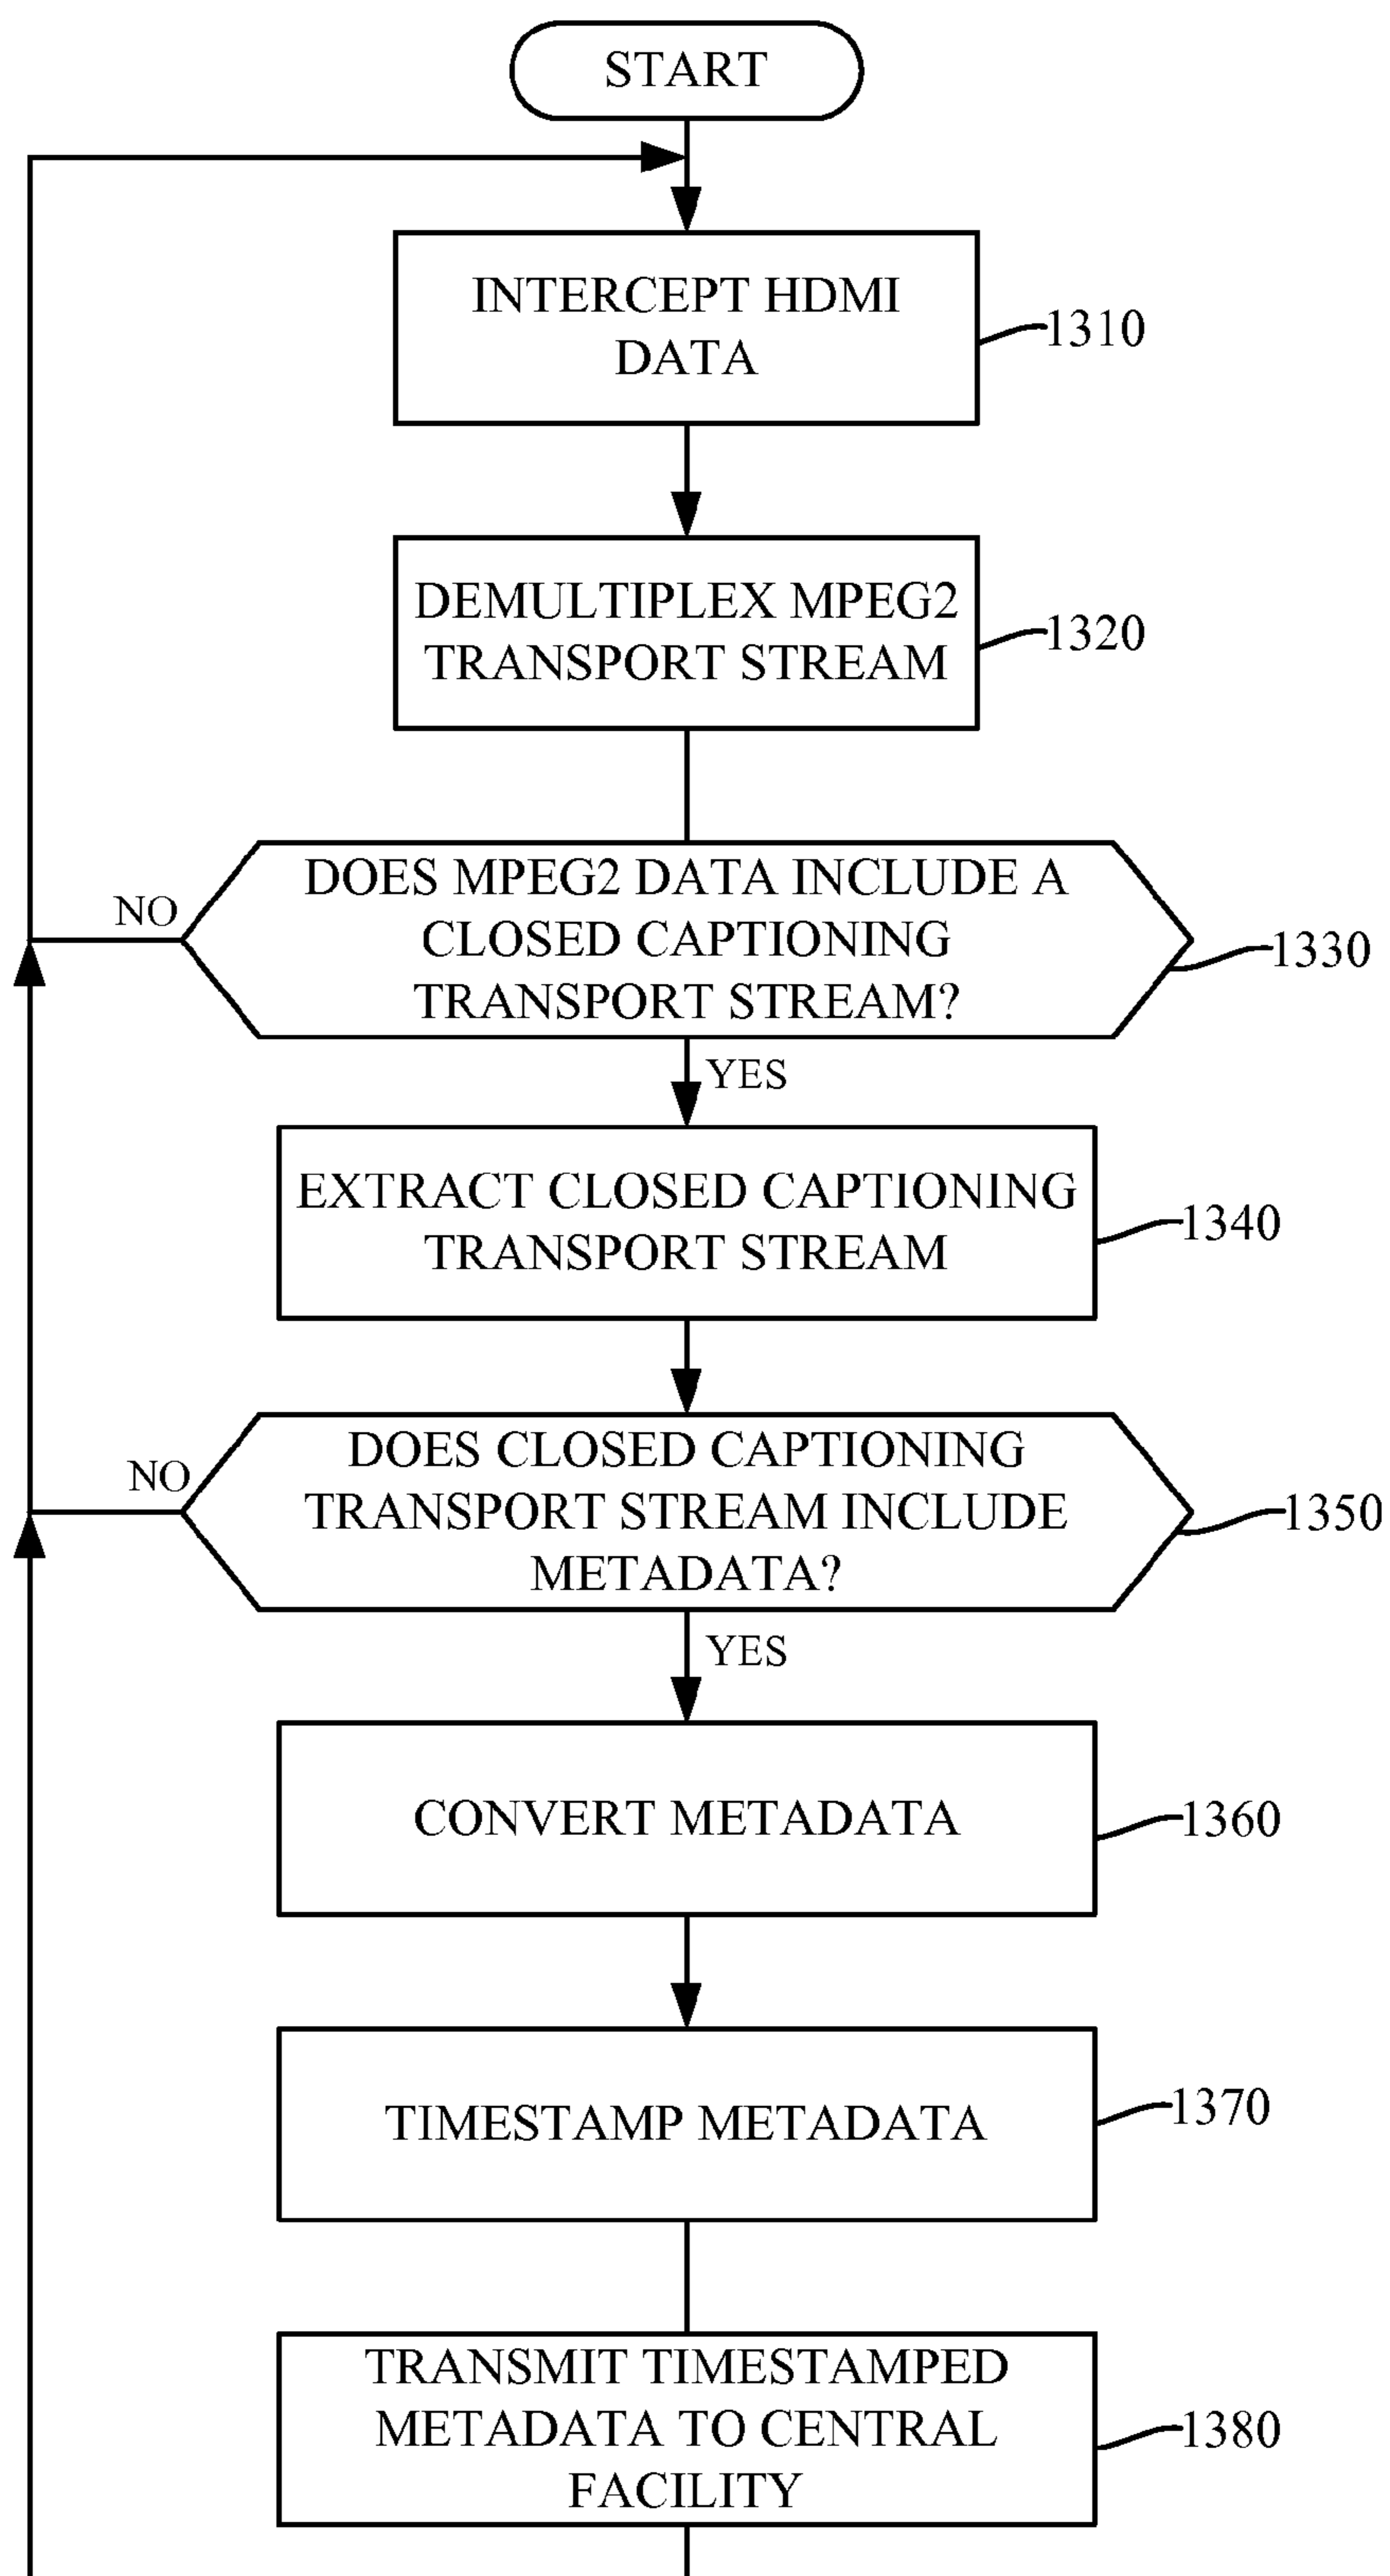 START
INTERCEPT HDMI
DATA
1310
DEMULTIPLEX MPEG2
TRANSPORT STREAM
1320
DOES MPEG2 DATA INCLUDE A
CLOSED CAPTIONING
TRANSPORT STREAM?
NO
1330
YES
EXTRACT CLOSED CAPTIONING
TRANSPORT STREAM
1340
DOES CLOSED CAPTIONING
TRANSPORT STREAM INCLUDE
METADATA?
NO
1350
YES
CONVERT METADATA
1360
TIMESTAMP METADATA
1370
TRANSMIT TIMESTAMPED
METADATA TO CENTRAL
FACILITY
1380